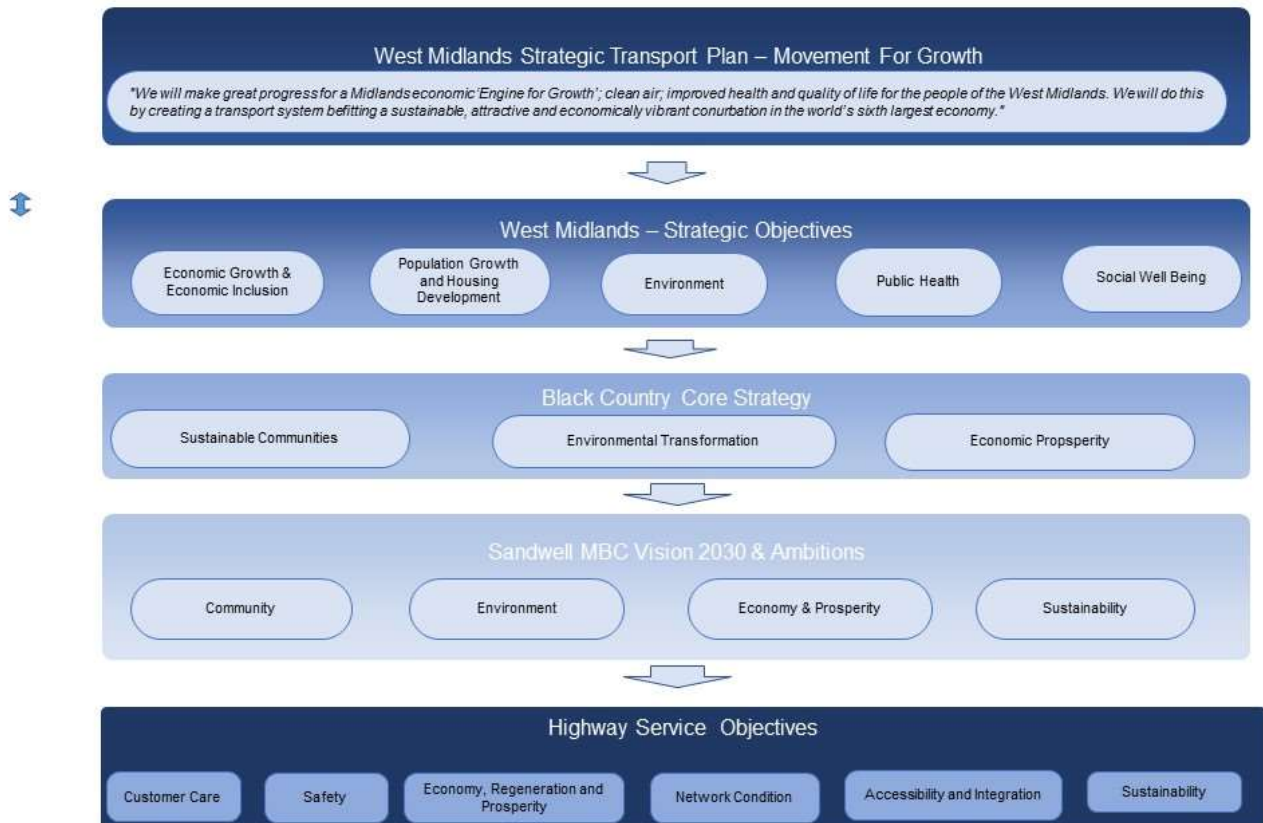 West Midlands Strategic Transport Plan – Movement For Growth
"We will make great progress for a Midlands economic 'Engine for Growth'; clean air; improved health and quality of life for the people of the West Midlands. We will do this
by creating a transport system befitting a sustainable, attractive and economically vibrant conurbation in the world's sixth largest economy."
West Midlands – Strategic Objectives
Economic Growth &
Economic Inclusion
Population Growth
and Housing
Development
Environment
Public Health
Social Well Being
Black Country Core Strategy
Sustainable Communities
Environmental Transformation
Economic Propsperity
Sandwell MBC Vision 2030 & Ambitions
Community
Environment
Economy & Prosperity
Sustainability
Highway Service Objectives
Customer Care
Safety
Economy, Regeneration and
Prosperity
Network Condition
Accessibility and Integration
Sustainability